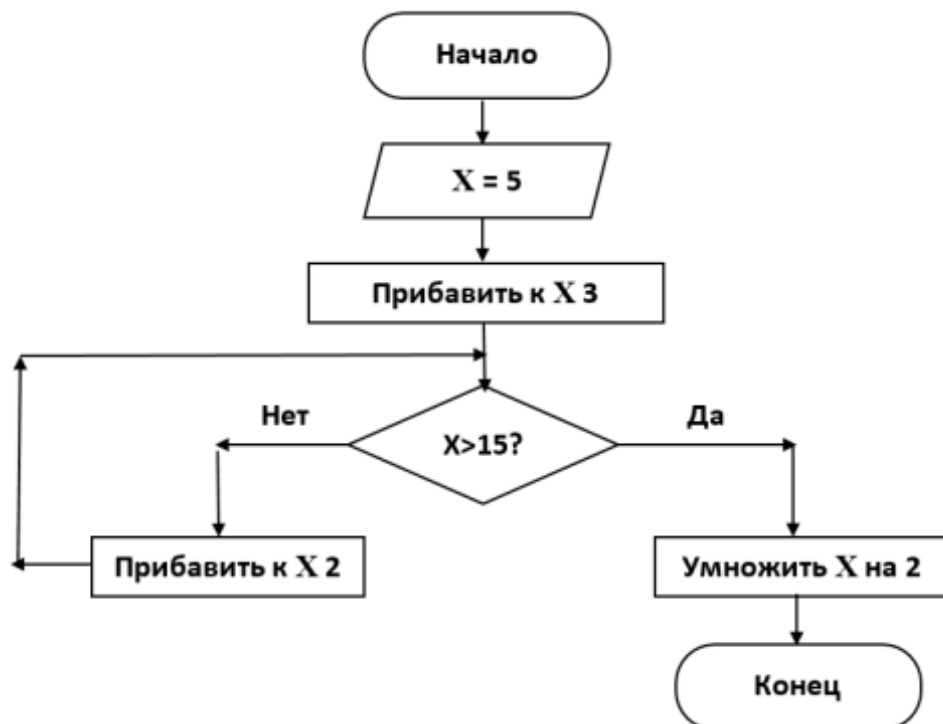 Начало
X = 5
Прибавить к X 3
Нет
Да
X>15?
Прибавить к X 2
Умножить X на 2
Конец